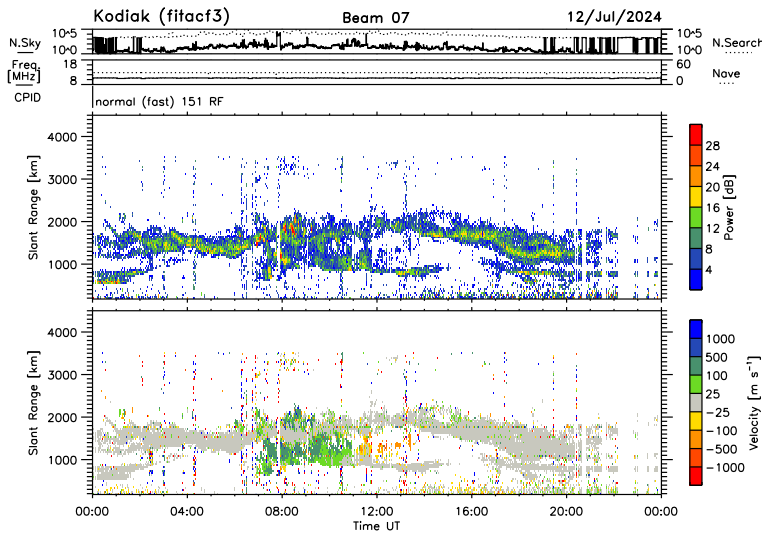 Kodiak (fitacf3) Beam 07 12/Jul/2024
N.Sky 10+5 10+0 10+5 10+0 N.Search
Freq. [MHz] 18 8 60 0 Nave
CPID normal (fast) 151 RF
Slant Range [km] 4000 3000 2000 1000
28 24 20 16 12 8 4 Power [dB]
Slant Range [km] 4000 3000 2000 1000
1000 500 100 25 -25 -100 -500 -1000 Velocity [m s⁻¹]
00:00 04:00 08:00 12:00 16:00 20:00 00:00
Time UT